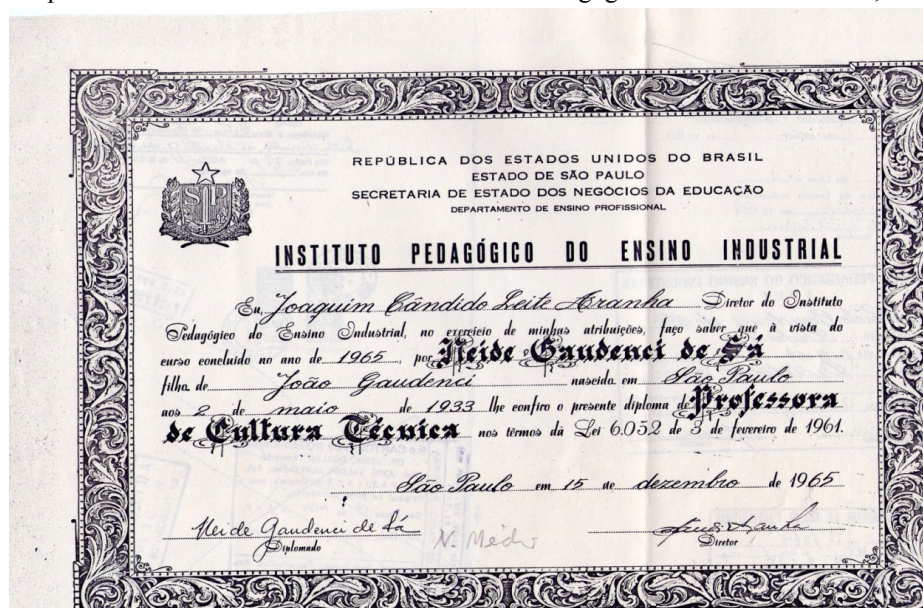 REPÚBLICA DOS ESTADOS UNIDOS DO BRASIL
ESTADO DE SÃO PAULO
SECRETARIA DE ESTADO DOS NEGÓCIOS DA EDUCAÇÃO
DEPARTAMENTO DE ENSINO PROFISSIONAL
INSTITUTO PEDAGÓGICO DO ENSINO INDUSTRIAL
Eu, Joaquim Cândido Leite Aranha Diretor do Instituto
Pedagógico do Ensino Industrial, no exercício de minhas atribuições, faço saber que à vista do
curso concluido no ano de 1965, por Neide Gaudenci de Sá
filha de João Gaudenci nascida em São Paulo
aos 2 de maio de 1933 lhe confiro o presente diploma de Professora
de Cultura Técnica nos têrmos da Lei 6.052 de 3 de fevereiro de 1961.
São Paulo em 15 de dezembro de 1965
Neide Gaudenci de Sá
Diplomado
N. Médio
Diretor